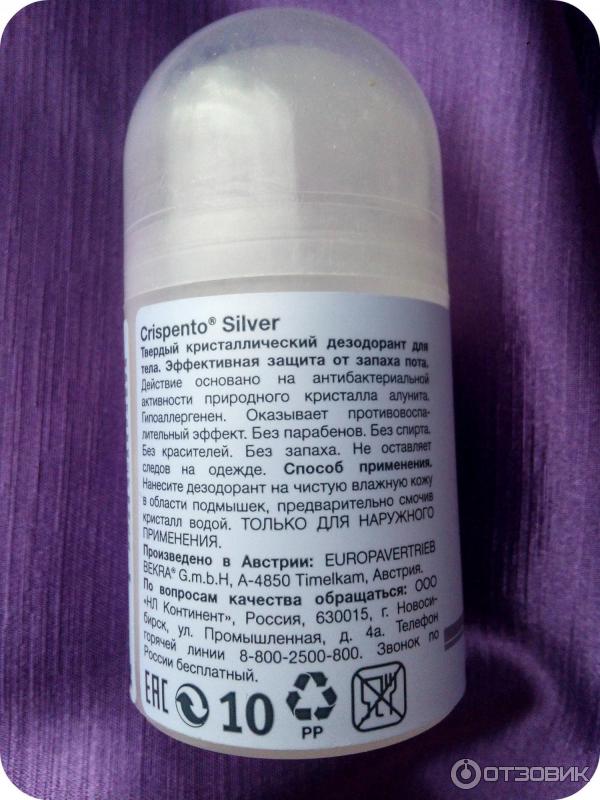 Crispento® Silver
Твердый кристаллический дезодорант для
тела. Эффективная защита от запаха пота.
Действие основано на антибактериальной
активности природного кристалла алунита.
Гипоаллергенен. Оказывает противовоспа-
лительный эффект. Без парабенов. Без спирта.
Без красителей. Без запаха. Не оставляет
следов на одежде. Способ применения.
Нанесите дезодорант на чистую влажную кожу
в области подмышек, предварительно смочив
кристалл водой. ТОЛЬКО ДЛЯ НАРУЖНОГО
ПРИМЕНЕНИЯ.
Произведено в Австрии: EUROPAVERTRIEB
BEKRA® G.m.b.H, A-4850 Timelkam, Австрия.
По вопросам качества обращаться: ООО
«НЛ Континент», Россия, 630015, г. Новоси-
бирск, ул. Промышленная, д. 4а. Телефон
горячей линии 8-800-2500-800. Звонок по
России бесплатный.
EAC 10
PP
ОТЗОВИК